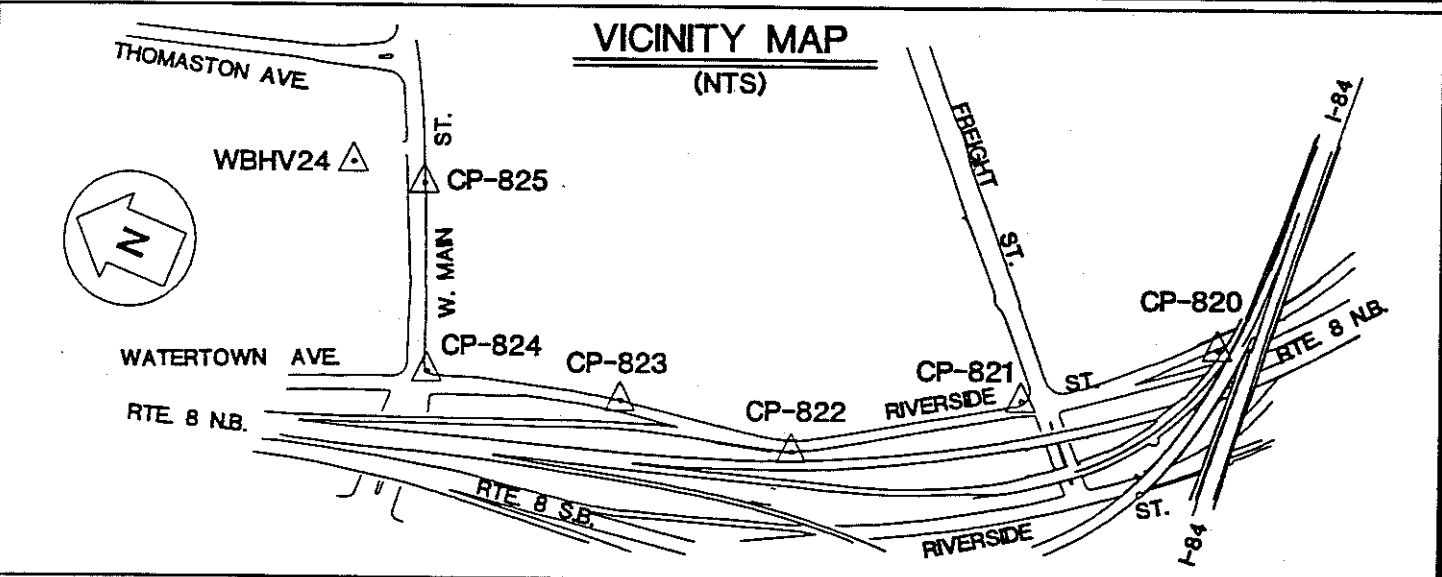 VICINITY MAP
(NTS)
THOMASTON AVE.
WBHV24
ST.
CP-825
W. MAIN
N
FREIGHT
ST.
I-84
CP-820
RTE. 8 N.B.
WATERTOWN AVE.
CP-824
CP-823
CP-821
ST.
RTE. 8 N.B.
CP-822
RIVERSIDE
RTE. 8 S.B.
ST.
RIVERSIDE
I-84